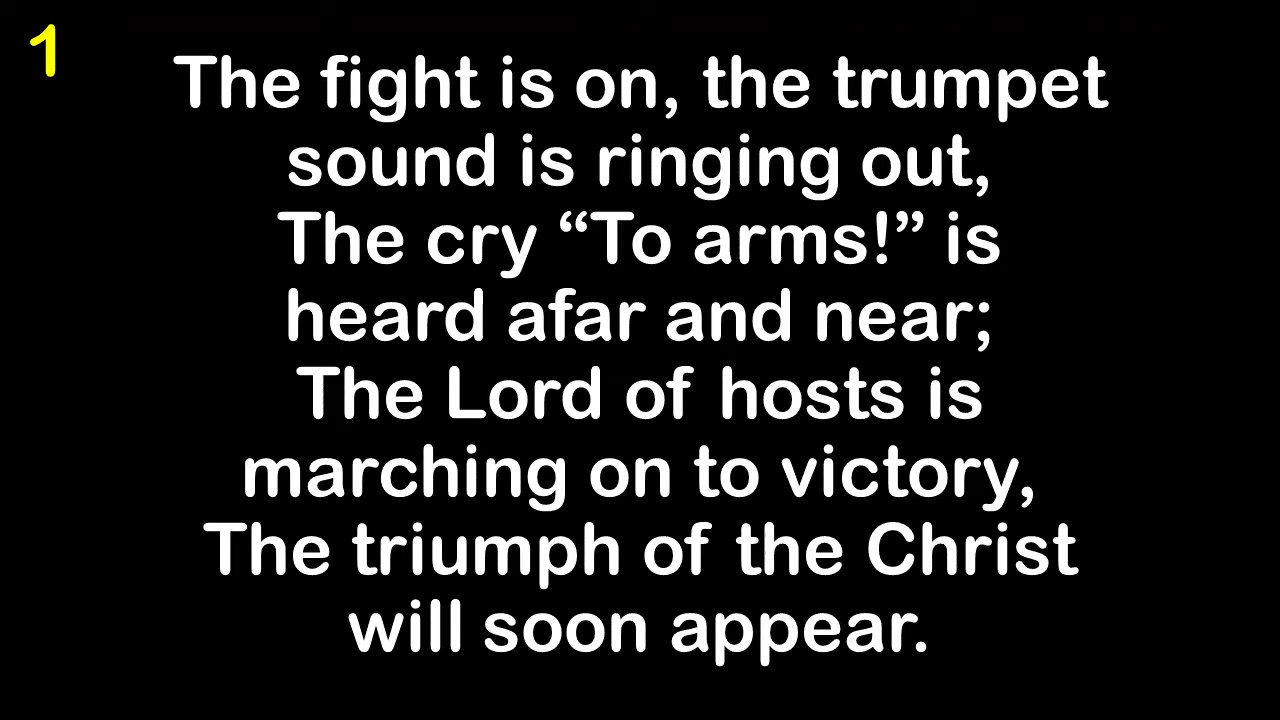 1
The fight is on, the trumpet
sound is ringing out,
The cry “To arms!” is
heard afar and near;
The Lord of hosts is
marching on to victory,
The triumph of the Christ
will soon appear.